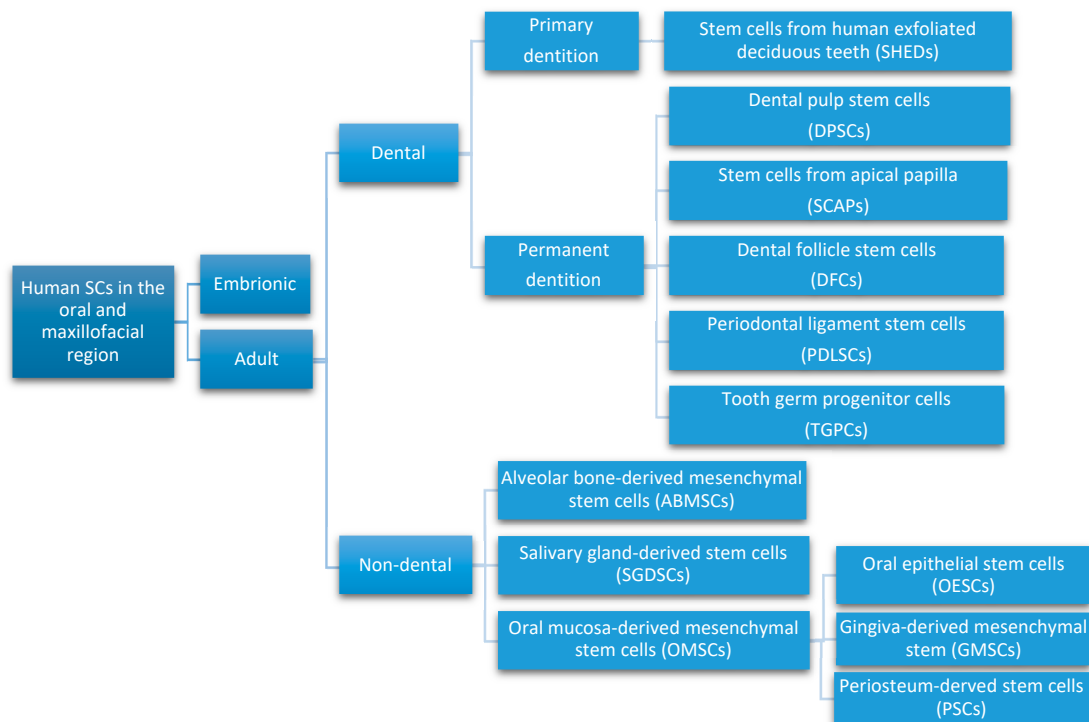 Human SCs in the
oral and
maxillofacial
region
Embrionic
Adult
Dental
Primary
dentition
Stem cells from human exfoliated
deciduous teeth (SHEDs)
Permanent
dentition
Dental pulp stem cells
(DPSCs)
Stem cells from apical papilla
(SCAPs)
Dental follicle stem cells
(DFCs)
Periodontal ligament stem cells
(PDLSCs)
Tooth germ progenitor cells
(TGPCs)
Non-dental
Alveolar bone-derived mesenchymal
stem cells (ABMSCs)
Salivary gland-derived stem cells
(SGDSCs)
Oral mucosa-derived mesenchymal
stem cells (OMSCs)
Oral epithelial stem cells
(OESCs)
Gingiva-derived mesenchymal
stem (GMSCs)
Periosteum-derved stem cells
(PSCs)